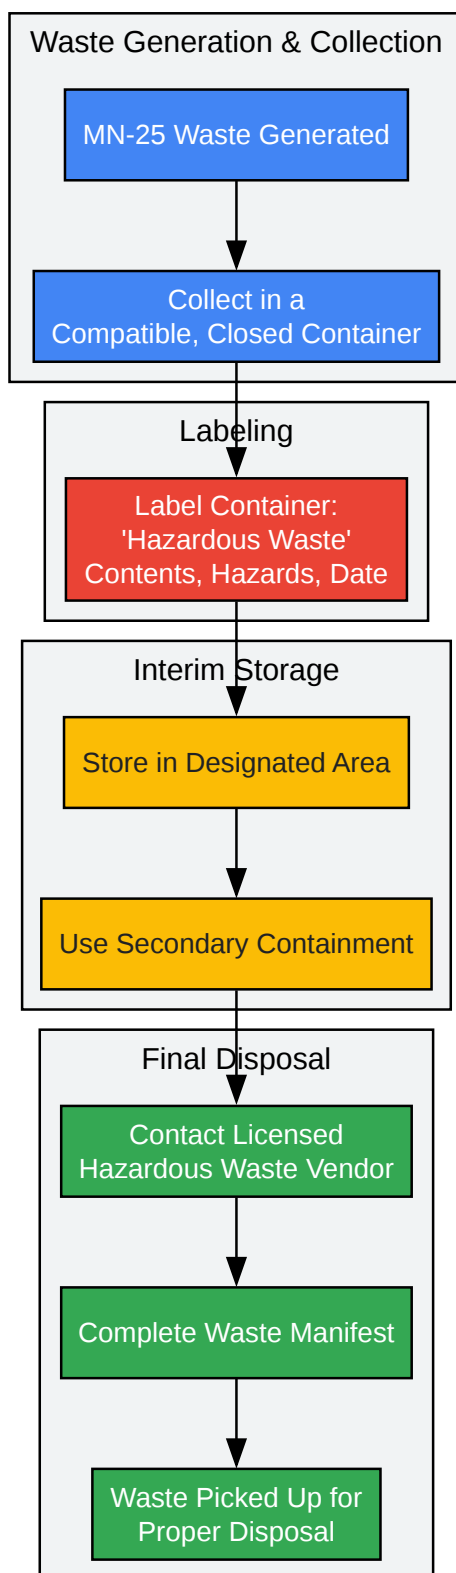 Waste Generation & Collection
MN-25 Waste Generated
Collect in a
Compatible, Closed Container
Labeling
Label Container:
'Hazardous Waste'
Contents, Hazards, Date
Interim Storage
Store in Designated Area
Use Secondary Containment
Final Disposal
Contact Licensed
Hazardous Waste Vendor
Complete Waste Manifest
Waste Picked Up for
Proper Disposal